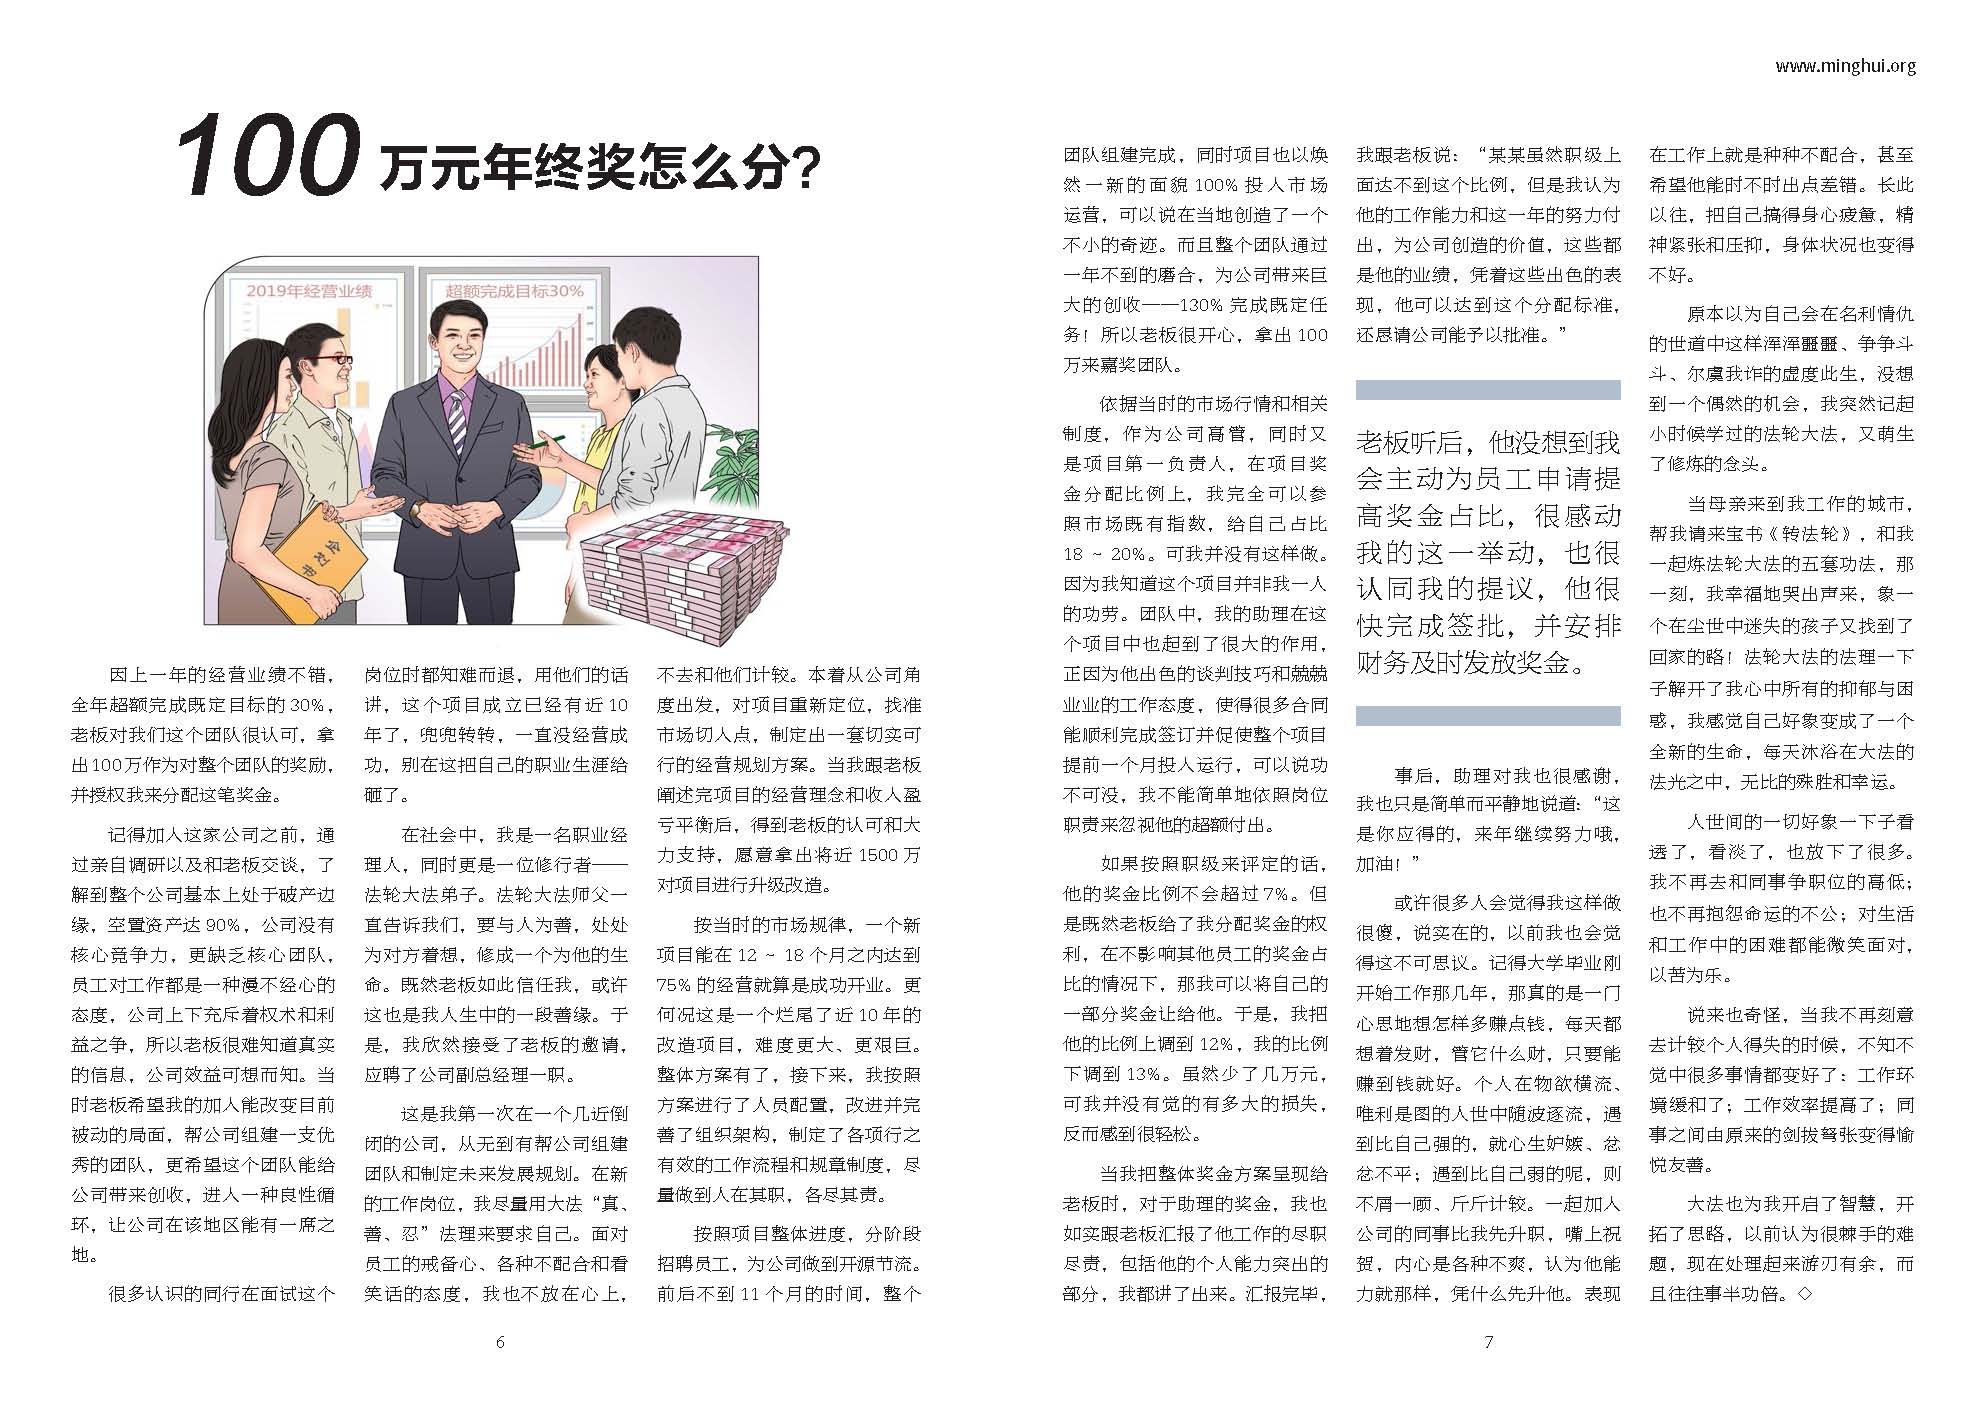 www.minghui.org
100 万元年终奖怎么分？
2019年经营业绩
超额完成目标30%
企划书
因上一年的经营业绩不错，
全年超额完成既定目标的 30%，
老板对我们这个团队很认可，拿
出 100 万作为对整个团队的奖励，
并授权我来分配这笔奖金。
记得加入这家公司之前，通
过亲自调研以及和老板交谈，了
解到整个公司基本上处于破产边
缘，空置资产达 90%，公司没有
核心竞争力，更缺乏核心团队，
员工对工作都是一种漫不经心的
态度，公司上下充斥着权术和利
益之争，所以老板很难知道真实
的信息，公司效益可想而知。当
时老板希望我的加入能改变目前
被动的局面，帮公司组建一支优
秀的团队，更希望这个团队能给
公司带来创收，进入一种良性循
环，让公司在该地区能有一席之
地。
很多认识的同行在面试这个
岗位时都知难而退，用他们的话
讲，这个项目成立已经有近 10
年了，兜兜转转，一直没经营成
功，别在这把自己的职业生涯给
砸了。
在社会中，我是一名职业经
理人，同时更是一位修行者——
法轮大法弟子。法轮大法师父一
直告诉我们，要与人为善，处处
为对方着想，修成一个为他的生
命。既然老板如此信任我，或许
这也是我人生中的一段善缘。于
是，我欣然接受了老板的邀请，
应聘了公司副总经理一职。
这是我第一次在一个几近倒
闭的公司，从无到有帮公司组建
团队和制定未来发展规划。在新
的工作岗位，我尽量用大法“真、
善、忍”法理来要求自己。面对
员工的戒备心、各种不配合和看
笑话的态度，我也不放在心上，
不去和他们计较。本着从公司角
度出发，对项目重新定位，找准
市场切入点，制定出一套切实可
行的经营规划方案。当我跟老板
阐述完项目的经营理念和收入盈
亏平衡后，得到老板的认可和大
力支持，愿意拿出将近 1500 万
对项目进行升级改造。
按当时的市场规律，一个新
项目能在 12 ~ 18 个月之内达到
75% 的经营就算是成功开业。更
何况这是一个烂尾了近 10 年的
改造项目，难度更大、更艰巨。
整体方案有了，接下来，我按照
方案进行了人员配置，改进并完
善了组织架构，制定了各项行之
有效的工作流程和规章制度，尽
量做到人在其职，各尽其责。
按照项目整体进度，分阶段
招聘员工，为公司做到开源节流。
前后不到 11 个月的时间，整个
6
团队组建完成，同时项目也以焕
然一新的面貌 100% 投入市场
运营，可以说在当地创造了一个
不小的奇迹。而且整个团队通过
一年不到的磨合，为公司带来巨
大的创收——130% 完成既定任
务！所以老板很开心，拿出 100
万来嘉奖团队。
依据当时的市场行情和相关
制度，作为公司高管，同时又
是项目第一负责人，在项目奖
金分配比例上，我完全可以参
照市场既有指数，给自己占比
18 ~ 20%。可我并没有这样做。
因为我知道这个项目并非我一人
的功劳。团队中，我的助理在这
个项目中也起到了很大的作用，
正因为他出色的谈判技巧和兢兢
业业的工作态度，使得很多合同
能顺利完成签订并促使整个项目
提前一个月投入运行，可以说功
不可没，我不能简单地依照岗位
职责来忽视他的超额付出。
如果按照职级来评定的话，
他的奖金比例不会超过 7%。但
是既然老板给了我分配奖金的权
利，在不影响其他员工的奖金占
比的情况下，那我可以将自己的
一部分奖金让给他。于是，我把
他的比例上调到 12%，我的比例
下调到 13%。虽然少了几万元，
可我并没有觉的有多大的损失，
反而感到很轻松。
当我把整体奖金方案呈现给
老板时，对于助理的奖金，我也
如实跟老板汇报了他工作的尽职
尽责，包括他的个人能力突出的
部分，我都讲了出来。汇报完毕，
我跟老板说：“某某虽然职级上
面达不到这个比例，但是我认为
他的工作能力和这一年的努力付
出，为公司创造的价值，这些都
是他的业绩，凭着这些出色的表
现，他可以达到这个分配标准，
还恳请公司能予以批准。”
老板听后，他没想到我
会主动为员工申请提
高奖金占比，很感动
我的这一举动，也很
认同我的提议，他很
快完成签批，并安排
财务及时发放奖金。
事后，助理对我也很感谢，
我也只是简单而平静地说道：“这
是你应得的，来年继续努力哦，
加油！”
或许很多人会觉得我这样做
很傻，说实在的，以前我也会觉
得这不可思议。记得大学毕业刚
开始工作那几年，那真的是一门
心思地想怎样多赚点钱，每天都
想着发财，管它什么财，只要能
赚到钱就好。个人在物欲横流、
唯利是图的人世中随波逐流，遇
到比自己强的，就心生妒嫉、忿
忿不平；遇到比自己弱的呢，则
不屑一顾、斤斤计较。一起加入
公司的同事比我先升职，嘴上祝
贺，内心是各种不爽，认为他能
力就那样，凭什么先升他。表现
在工作上就是种种不配合，甚至
希望他能时不时出点差错。长此
以往，把自己搞得身心疲惫，精
神紧张和压抑，身体状况也变得
不好。
原本以为自己会在名利情仇
的世道中这样浑浑噩噩、争争斗
斗、尔虞我诈的虚度此生，没想
到一个偶然的机会，我突然记起
小时候学过的法轮大法，又萌生
了修炼的念头。
当母亲来到我工作的城市，
帮我请来宝书《转法轮》，和我
一起炼法轮大法的五套功法，那
一刻，我幸福地哭出声来，象一
个在尘世中迷失的孩子又找到了
回家的路！法轮大法的法理一下
子解开了我心中所有的抑郁与困
惑，我感觉自己好象变成了一个
全新的生命，每天沐浴在大法的
法光之中，无比的殊胜和幸运。
人世间的一切好象一下子看
透了，看淡了，也放下了很多。
我不再去和同事争职位的高低；
也不再抱怨命运的不公；对生活
和工作中的困难都能微笑面对，
以苦为乐。
说来也奇怪，当我不再刻意
去计较个人得失的时候，不知不
觉中很多事情都变好了：工作环
境缓和了；工作效率提高了；同
事之间由原来的剑拔弩张变得愉
悦友善。
大法也为我开启了智慧，开
拓了思路，以前认为很棘手的难
题，现在处理起来游刃有余，而
且往往事半功倍。◇
7